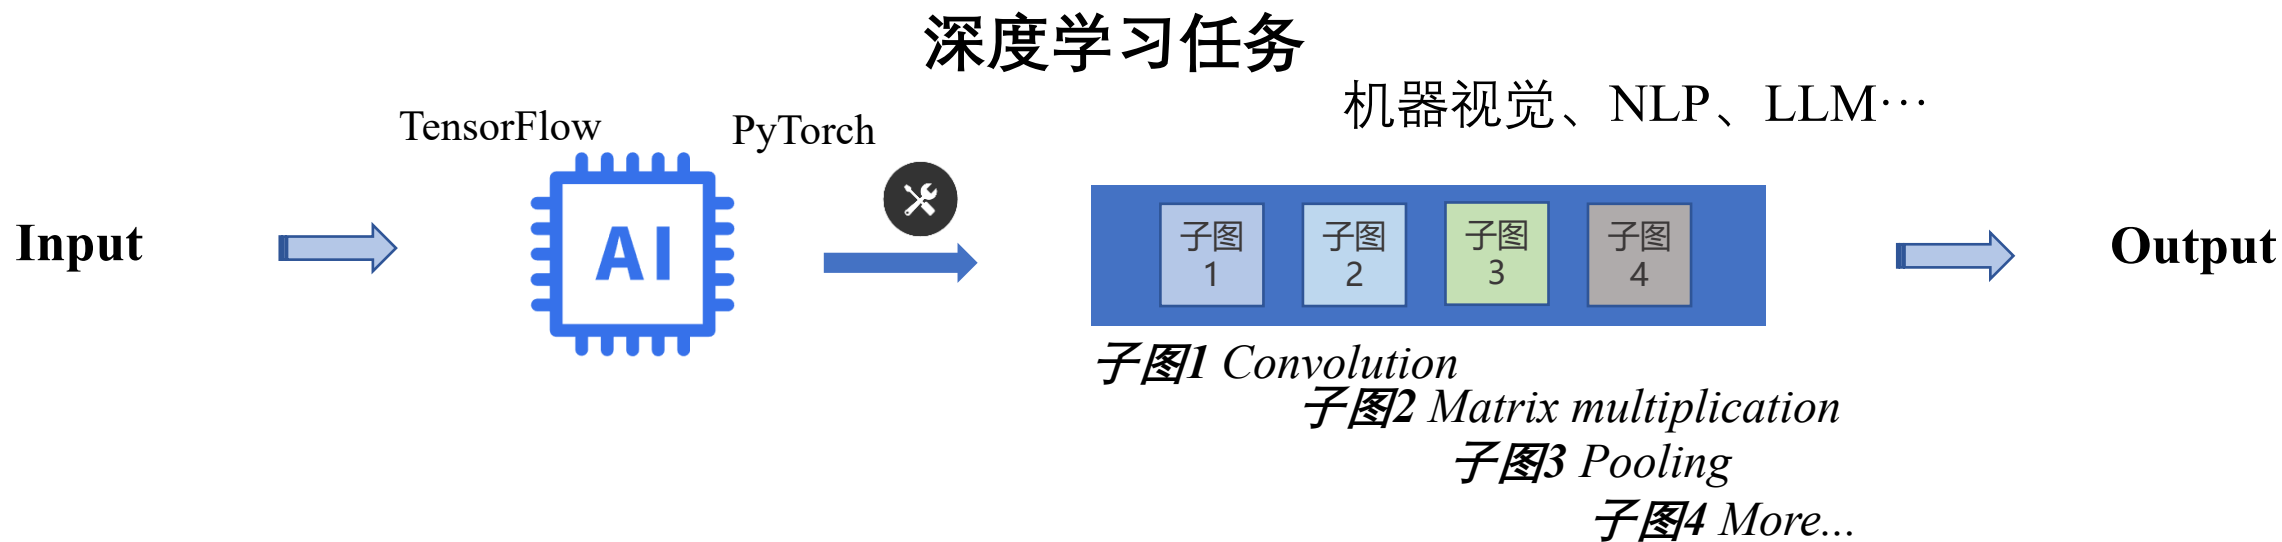 深度学习任务
机器视觉、NLP、LLM…
TensorFlow
PyTorch
Input
AI
子图
1
子图
2
子图
3
子图
4
Output
子图1 Convolution
子图2 Matrix multiplication
子图3 Pooling
子图4 More...